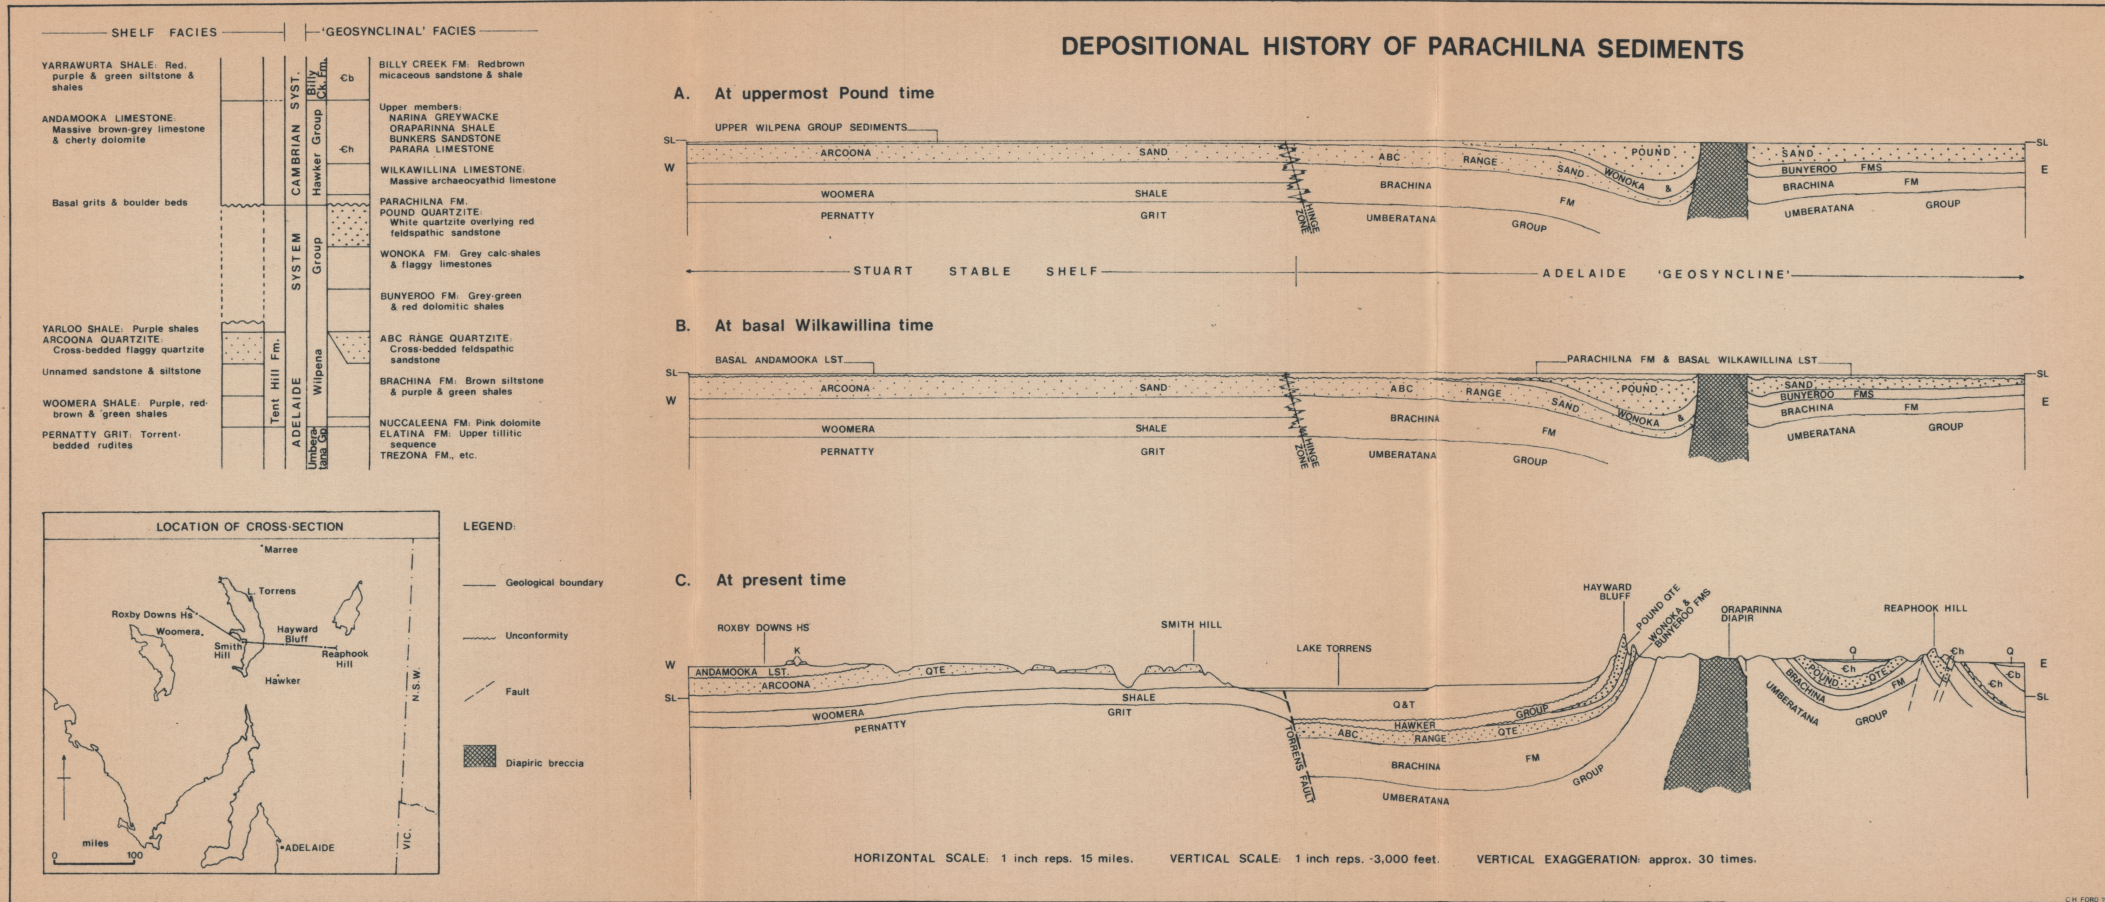 DEPOSITIONAL HISTORY OF PARACHILNA SEDIMENTS
SHELF FACIES
'GEOSYNCLINAL' FACIES
YARRAWURTA SHALE: Red,
purple & green siltstone &
shales
ANDAMOOKA LIMESTONE:
Massive brown-grey limestone
& cherty dolomite
Basal grits & boulder beds
YARLOO SHALE: Purple shales
ARCOONA QUARTZITE:
Cross-bedded flaggy quartzite
Unnamed sandstone & siltstone
WOOMERA SHALE: Purple, red-
brown & green shales
PERNATTY GRIT: Torrent-
bedded rudites
Tent Hill Fm.
CAMBRIAN SYST.
ADELAIDE SYSTEM
Billy
Ck. Fm.
Hawker Group
Wilpena Group
Umbera-
tana Gp
Єb
Єh
BILLY CREEK FM: Redbrown
micaceous sandstone & shale
Upper members:
NARINA GREYWACKE
ORAPARINNA SHALE
BUNKERS SANDSTONE
PARARA LIMESTONE
WILKAWILLINA LIMESTONE:
Massive archaeocyathid limestone
PARACHILNA FM.
POUND QUARTZITE:
White quartzite overlying red
feldspathic sandstone
WONOKA FM: Grey calc-shales
& flaggy limestones
BUNYEROO FM: Grey-green
& red dolomitic shales
ABC RANGE QUARTZITE:
Cross-bedded feldspathic
sandstone
BRACHINA FM: Brown siltstone
& purple & green shales
NUCCALEENA FM: Pink dolomite
ELATINA FM: Upper tillitic
sequence
TREZONA FM., etc.
LOCATION OF CROSS-SECTION
Marree
L. Torrens
Roxby Downs Hs
Woomera
Smith
Hill
Hayward
Bluff
Reaphook
Hill
Hawker
N.S.W.
VIC.
ADELAIDE
miles
0 100
LEGEND:
Geological boundary
Unconformity
Fault
Diapiric breccia
A. At uppermost Pound time
UPPER WILPENA GROUP SEDIMENTS
SL
SL
W
E
ARCOONA SAND
WOOMERA SHALE
PERNATTY GRIT
HINGE
ZONE
ABC RANGE SAND
BRACHINA FM
UMBERATANA GROUP
WONOKA &
POUND SAND
BUNYEROO FMS
BRACHINA FM
UMBERATANA GROUP
STUART STABLE SHELF
ADELAIDE 'GEOSYNCLINE'
B. At basal Wilkawillina time
BASAL ANDAMOOKA LST
PARACHILNA FM & BASAL WILKAWILLINA LST
SL
SL
W
E
ARCOONA SAND
WOOMERA SHALE
PERNATTY GRIT
HINGE
ZONE
ABC RANGE SAND
BRACHINA FM
UMBERATANA GROUP
WONOKA &
POUND SAND
BUNYEROO FMS
BRACHINA FM
UMBERATANA GROUP
C. At present time
ROXBY DOWNS HS
K
SMITH HILL
LAKE TORRENS
HAYWARD
BLUFF
POUND QTE
WONOKA &
BUNYEROO FMS
ORAPARINNA
DIAPIR
REAPHOOK HILL
W
E
SL
SL
ANDAMOOKA LST.
ARCOONA QTE
WOOMERA SHALE
PERNATTY GRIT
TORRENS FAULT
Q&T
HAWKER GROUP
ABC RANGE QTE
BRACHINA FM
UMBERATANA GROUP
Q
Єh
POUND QTE
BRACHINA FM
UMBERATANA GROUP
Єh
Q
Єb
Єh
HORIZONTAL SCALE: 1 inch reps. 15 miles. VERTICAL SCALE: 1 inch reps. -3,000 feet. VERTICAL EXAGGERATION: approx. 30 times.
C H FORD